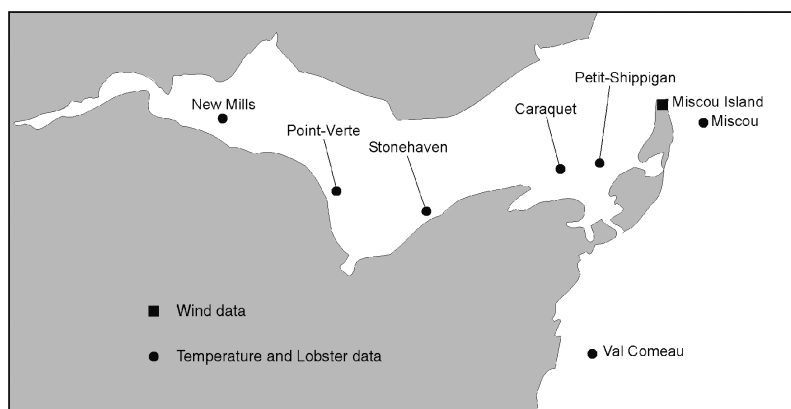 Petit-Shippigan
New Mills
Caraquet
Miscou Island
Miscou
Point-Verte
Stonehaven
Wind data
Temperature and Lobster data
Val Comeau